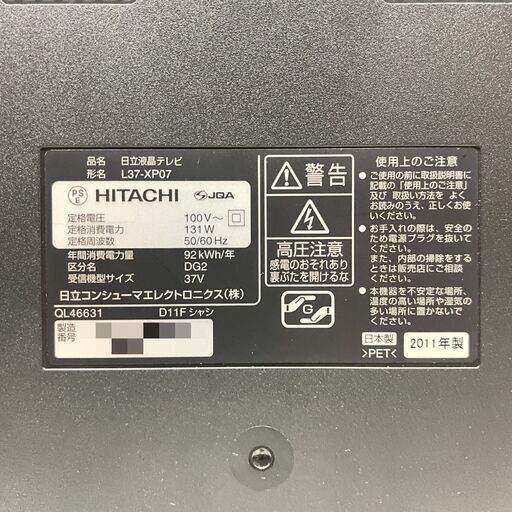 品名 日立液晶テレビ
形名 L37-XP07
PS
E
HITACHI JQA
定格電圧 100V～
定格消費電力 131W
定格周波数 50/60Hz
年間消費電力量 92kWh/年
区分名 DG2
受信機型サイズ 37V
日立コンシューマエレクトロニクス(株)
QL46631 D11Fシャシ
製造
番号
警告
高圧注意
感電のおそれあり
裏ぶたを開けるな
G
使用上のご注意
●ご使用の前に取扱説明書に
記載の「使用上のご注意」及
び取扱い方法を よく
お読みのうえ、正しくお使
いください。
●お手入れの際は、安全のた
め電源プラグを抜いて
ください。
また、内部の掃除をする
ときは販売店にご相談
ください。
●本機器を不安定な場所、
温度の高い場所や湿気の
多い場所に置かないで
ください。
日本製
>PET<
2011年製